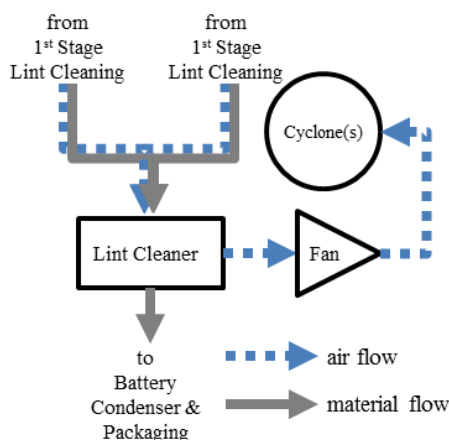 from
1st Stage
Lint Cleaning
from
1st Stage
Lint Cleaning
Cyclone(s)
Lint Cleaner
Fan
to
Battery
Condenser &
Packaging
air flow
material flow